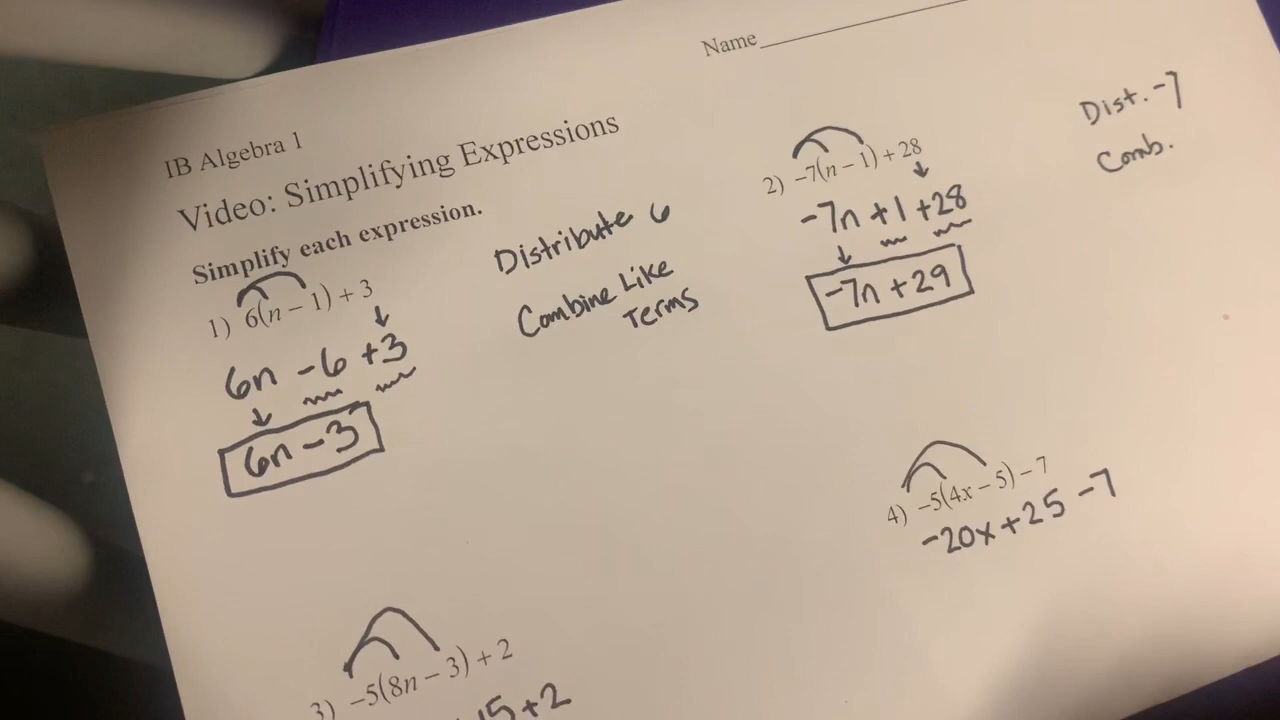 Name
IB Algebra 1
Video: Simplifying Expressions
Simplify each expression.
1) 6(n − 1) + 3
6n − 6 + 3
6n − 3
Distribute 6
Combine Like
Terms
2) −7(n − 1) + 28
−7n + 1 + 28
−7n + 29
Dist. −7
Comb.
3) −5(8n − 3) + 2
15 + 2
4) −5(4x − 5) − 7
−20x + 25 − 7